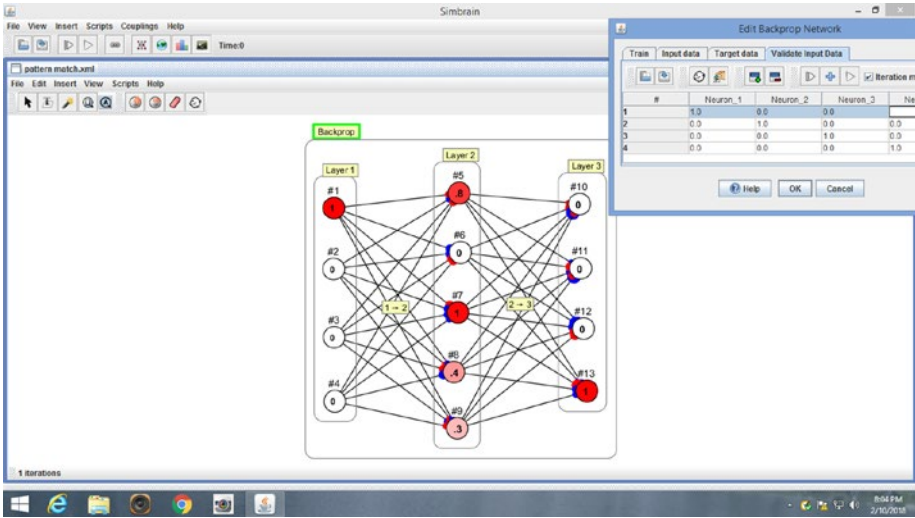 Simbrain
File View Insert Scripts Couplings Help
Time:0
pattern match.xml
File Edit Insert View Scripts Help
Backprop
Layer 1
Layer 2
Layer 3
#1
1
#2
0
#3
0
#4
0
1 → 2
#5
.8
#6
0
#7
1
#8
.4
#9
.3
2 → 3
#10
0
#11
0
#12
0
#13
1
1 iterations
Edit Backprop Network
Train Input data Target data Validate Input Data
Iteration m
# Neuron_1 Neuron_2 Neuron_3 Ne
1 1.0 0.0 0.0
2 0.0 1.0 0.0 0.0
3 0.0 0.0 1.0 0.0
4 0.0 0.0 0.0 1.0
Help OK Cancel
8:04 PM
2/10/2018